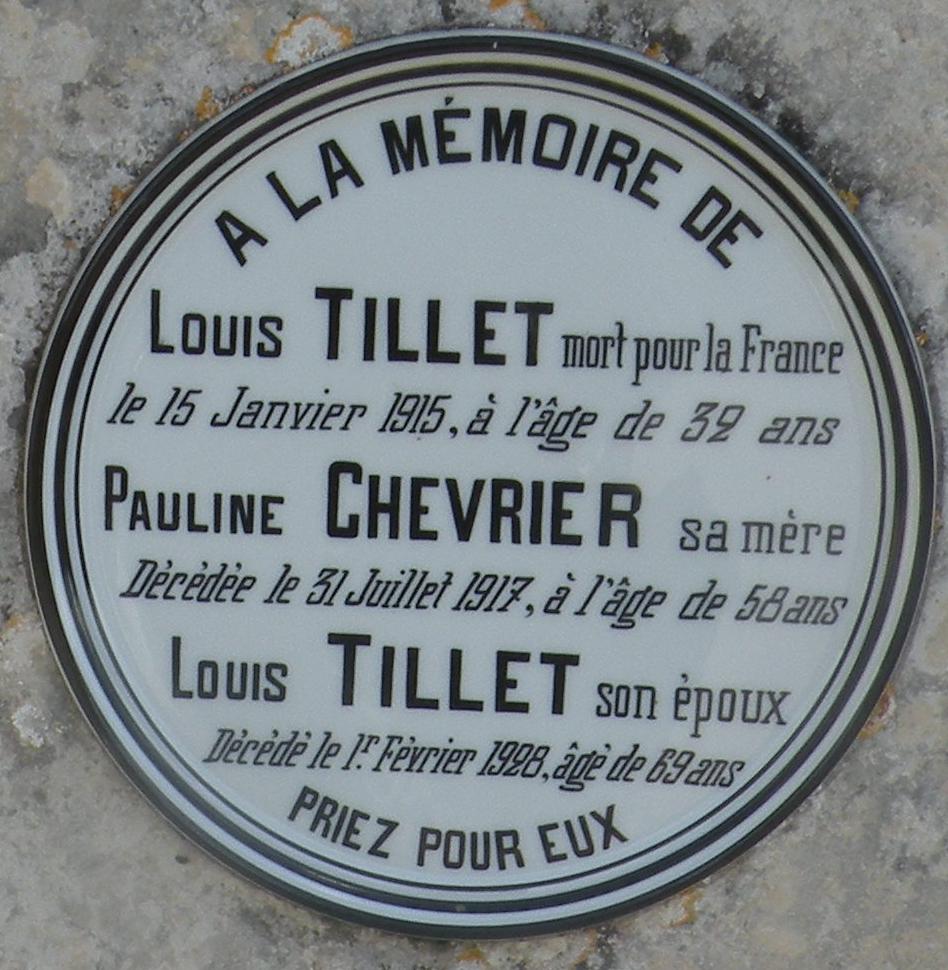 A LA MÉMOIRE DE
LOUIS TILLET mort pour la France
le 15 Janvier 1915, à l'âge de 32 ans
PAULINE CHEVRIER sa mère
Décédée le 31 Juillet 1917, à l'âge de 58 ans
LOUIS TILLET son époux
Décédé le 1r. Février 1928, âgé de 69 ans
PRIEZ POUR EUX